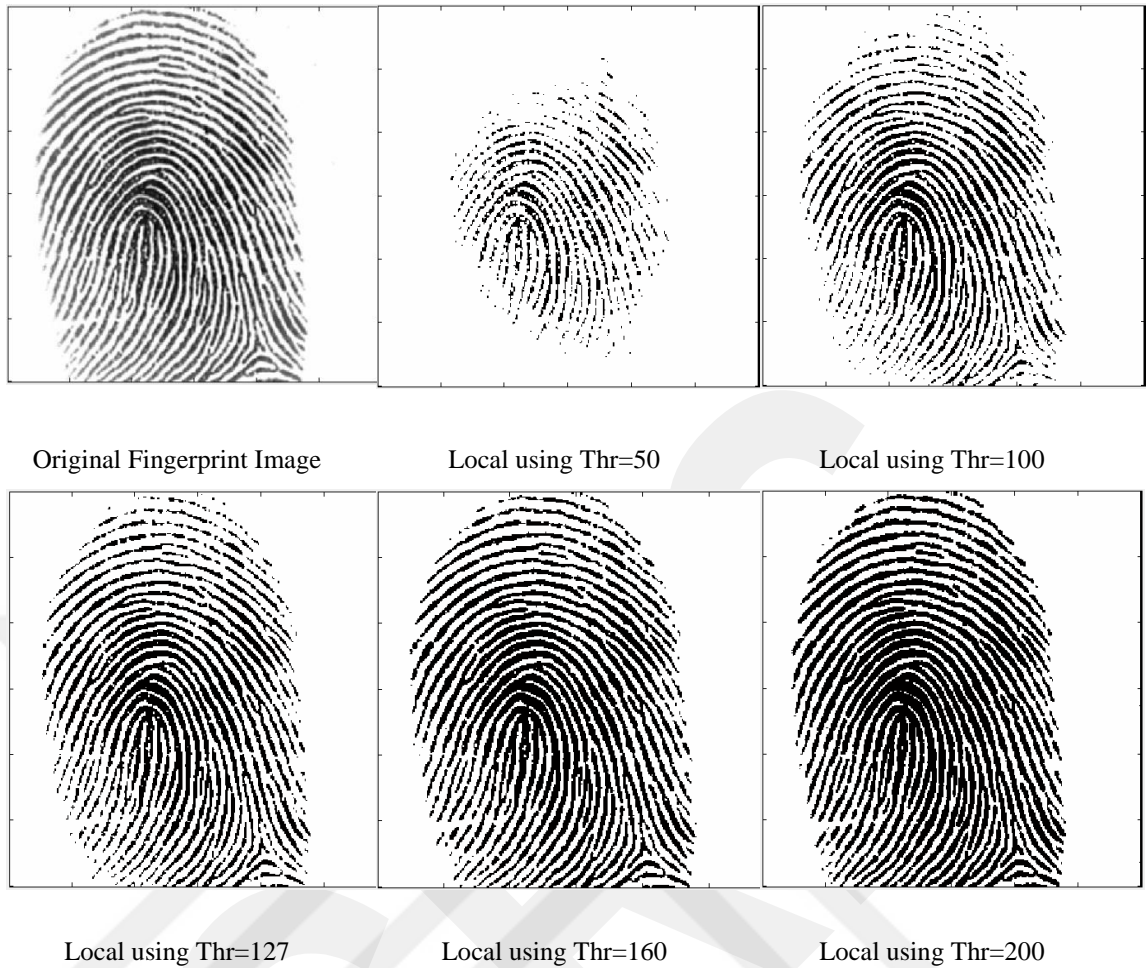 Original Fingerprint Image
Local using Thr=50
Local using Thr=100
Local using Thr=127
Local using Thr=160
Local using Thr=200